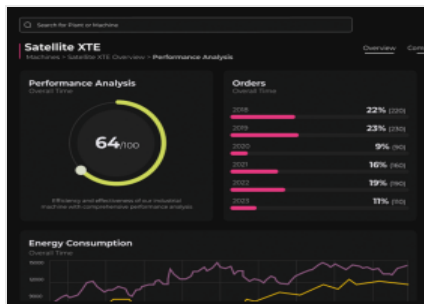 Search for Plant or Machine
Satellite XTE
Overview
Machines > Satellite XTE Overview > Performance Analysis
Performance Analysis
Overall Time
64/100
Efficiency and effectiveness of our industrial
machine with comprehensive performance analysis
Orders
Overall Time
2018 22% (220)
2019 23% (230)
2020 9% (90)
2021 16% (160)
2022 19% (190)
2023 11% (110)
Energy Consumption
Overall Time